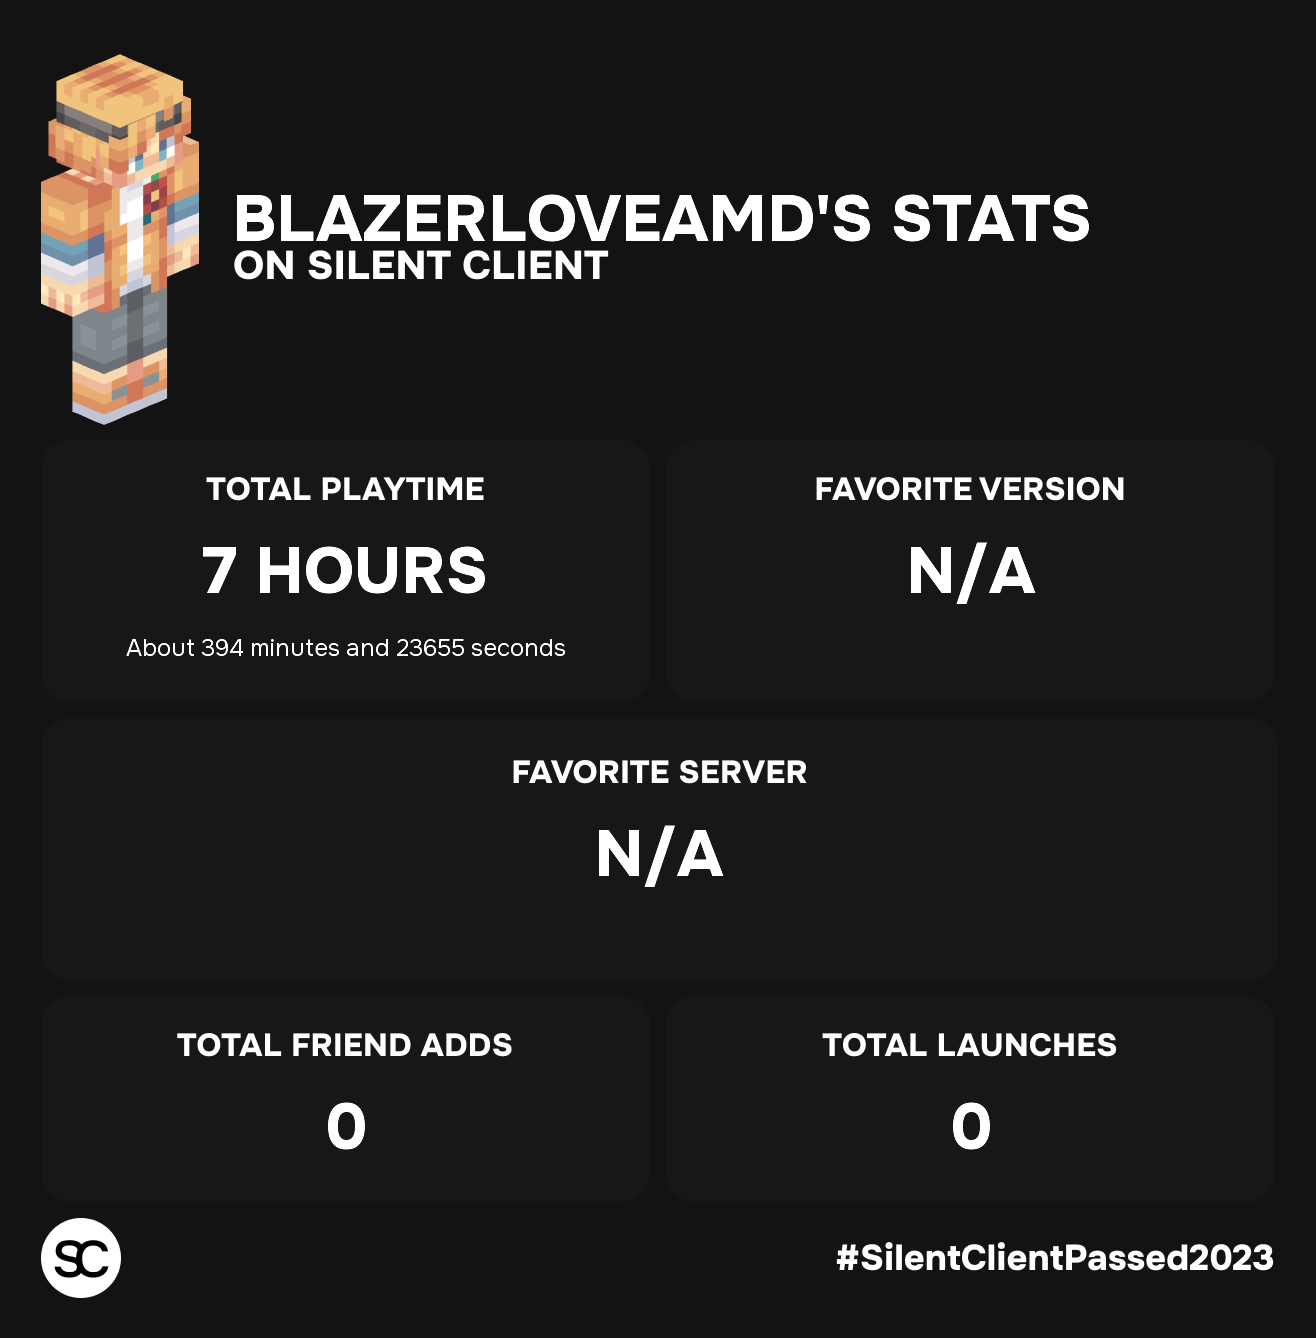 BLAZERLOVEAMD'S STATS
ON SILENT CLIENT
TOTAL PLAYTIME
7 HOURS
About 394 minutes and 23655 seconds
FAVORITE VERSION
N/A
FAVORITE SERVER
N/A
TOTAL FRIEND ADDS
0
TOTAL LAUNCHES
0
SC
#SilentClientPassed2023